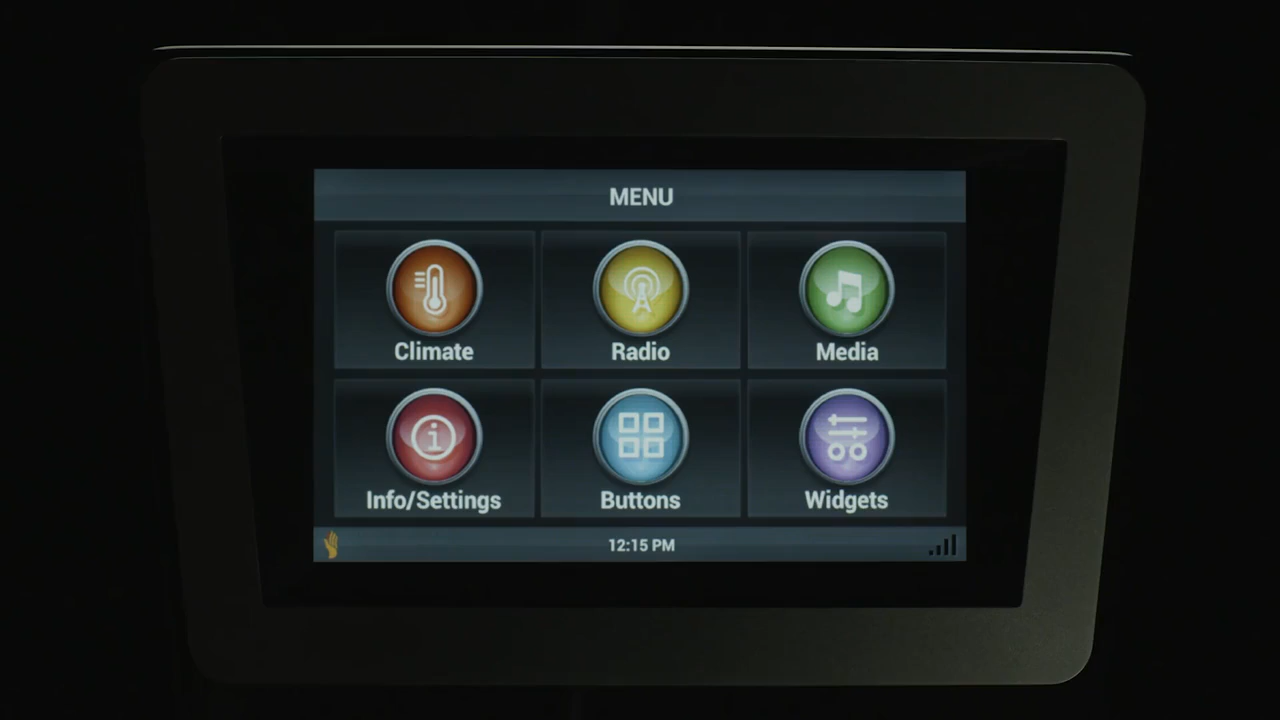 MENU
Climate
Radio
Media
Info/Settings
Buttons
Widgets
12:15 PM